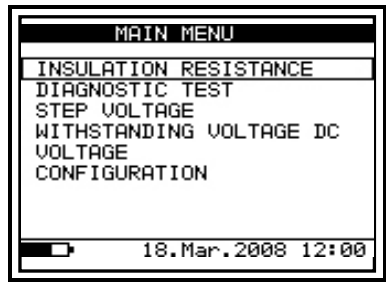 MAIN MENU
INSULATION RESISTANCE
DIAGNOSTIC TEST
STEP VOLTAGE
WITHSTANDING VOLTAGE DC
VOLTAGE
CONFIGURATION
18.Mar.2008 12:00